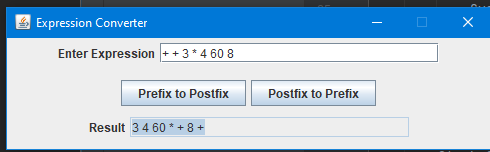 Expression Converter
Enter Expression + + 3 * 4 60 8
Prefix to Postfix Postfix to Prefix
Result 3 4 60 * + 8 +